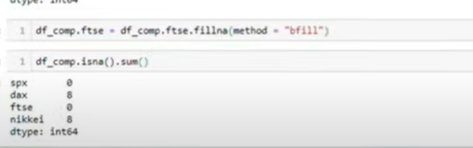 dtype: int64
1 df_comp.ftse = df_comp.ftse.fillna(method = "bfill")
1 df_comp.isna().sum()
spx 0
dax 8
ftse 0
nikkei 8
dtype: int64